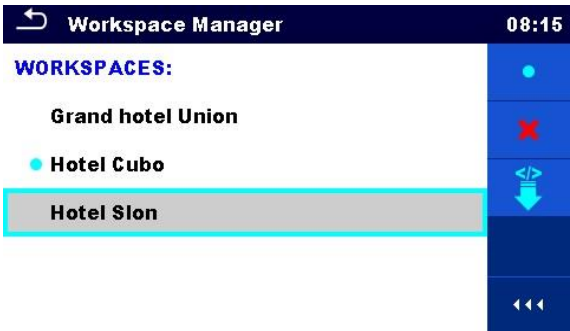 Workspace Manager 08:15
WORKSPACES:
Grand hotel Union
Hotel Cubo
Hotel Slon